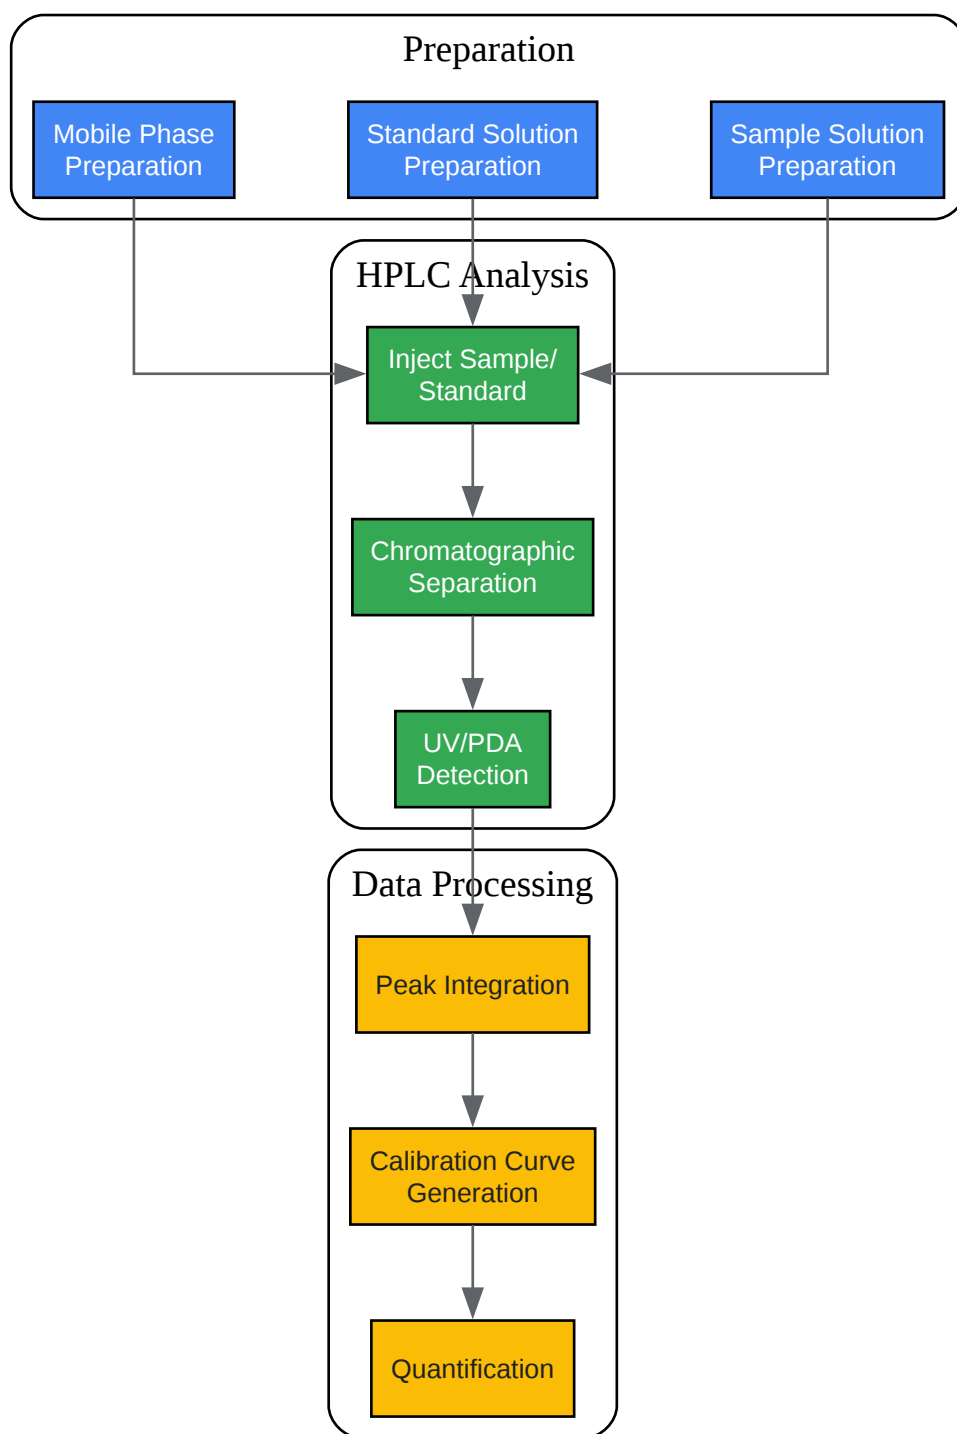 Preparation
Mobile Phase
Preparation
Standard Solution
Preparation
Sample Solution
Preparation
HPLC Analysis
Inject Sample/
Standard
Chromatographic
Separation
UV/PDA
Detection
Data Processing
Peak Integration
Calibration Curve
Generation
Quantification